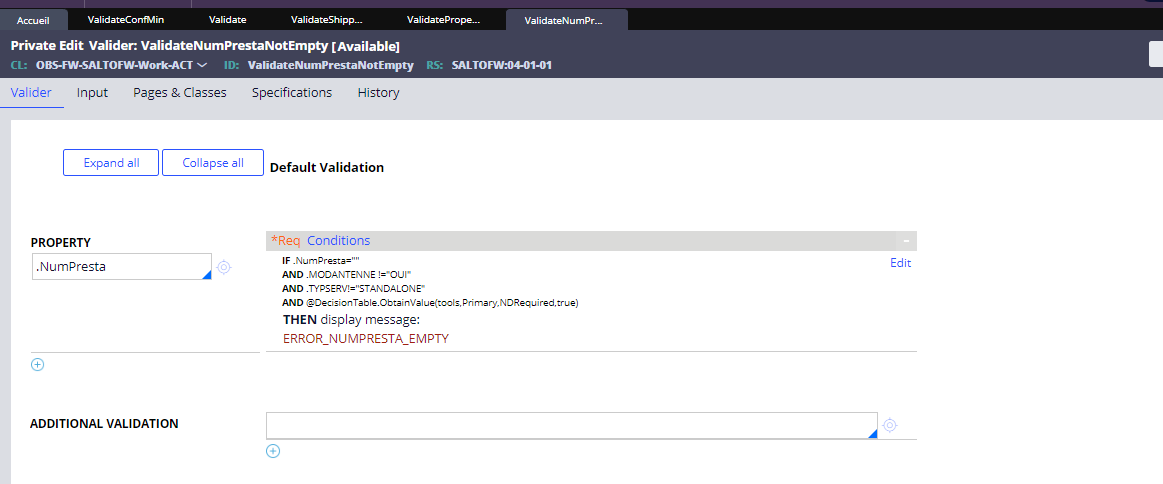 Accueil ValidateConfMin Validate ValidateShipp... ValidatePrope... ValidateNumPr...
Private Edit Valider: ValidateNumPrestaNotEmpty [Available]
CL: OBS-FW-SALTOFW-Work-ACT ID: ValidateNumPrestaNotEmpty RS: SALTOFW:04-01-01
Valider Input Pages & Classes Specifications History
Expand all Collapse all Default Validation
PROPERTY
*Req Conditions
.NumPresta
IF .NumPresta=""
Edit
AND .MODANTENNE !="OUI"
AND .TYPSERV!="STANDALONE"
AND @DecisionTable.ObtainValue(tools,Primary,NDRequired,true)
THEN display message:
ERROR_NUMPRESTA_EMPTY
ADDITIONAL VALIDATION